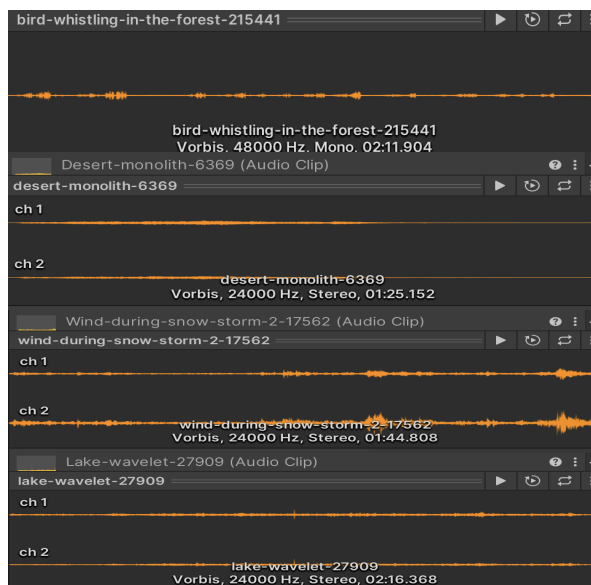 bird-whistling-in-the-forest-215441
bird-whistling-in-the-forest-215441
Vorbis, 48000 Hz, Mono, 02:11.904
Desert-monolith-6369 (Audio Clip)
desert-monolith-6369
ch 1
ch 2
desert-monolith-6369
Vorbis, 24000 Hz, Stereo, 01:25.152
Wind-during-snow-storm-2-17562 (Audio Clip)
wind-during-snow-storm-2-17562
ch 1
ch 2
wind-during-snow-storm-2-17562
Vorbis, 24000 Hz, Stereo, 01:44.808
Lake-wavelet-27909 (Audio Clip)
lake-wavelet-27909
ch 1
ch 2
lake-wavelet-27909
Vorbis, 24000 Hz, Stereo, 02:16.368